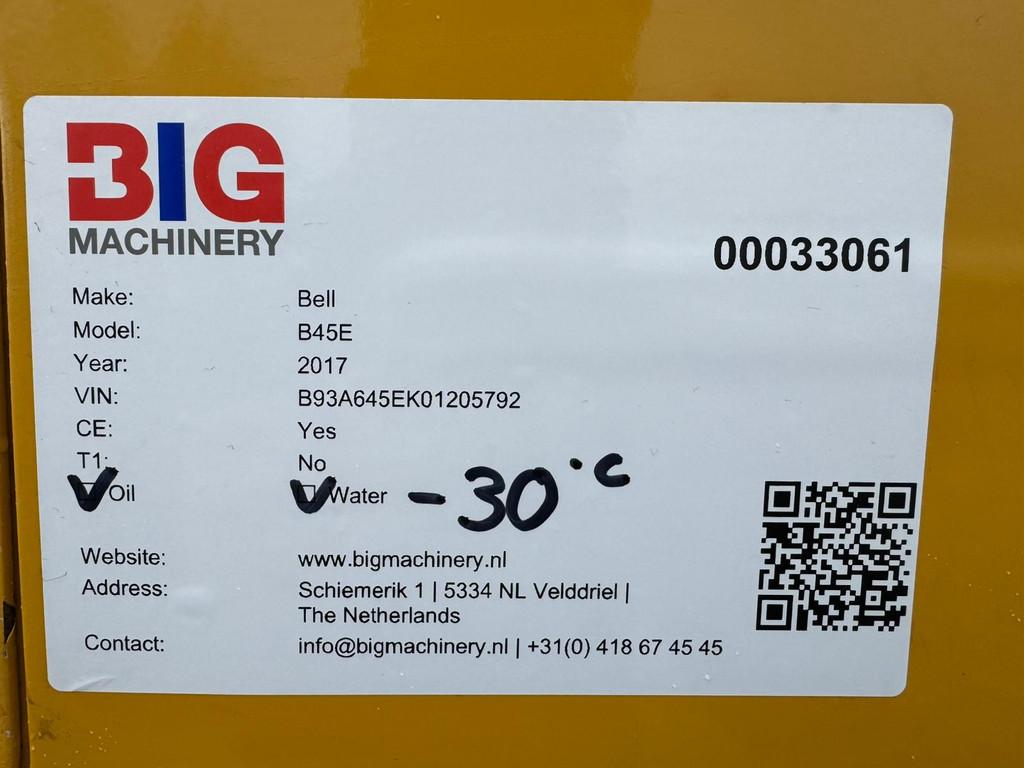 BIG
MACHINERY
00033061
Make: Bell
Model: B45E
Year: 2017
VIN: B93A645EK01205792
CE: Yes
T1: No
Oil Water -30°C
Website: www.bigmachinery.nl
Address: Schiemerik 1 | 5334 NL Velddriel |
The Netherlands
Contact: info@bigmachinery.nl | +31(0) 418 67 45 45